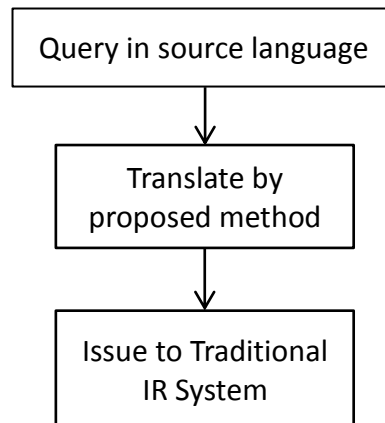 Query in source language
Translate by
proposed method
Issue to Traditional
IR System